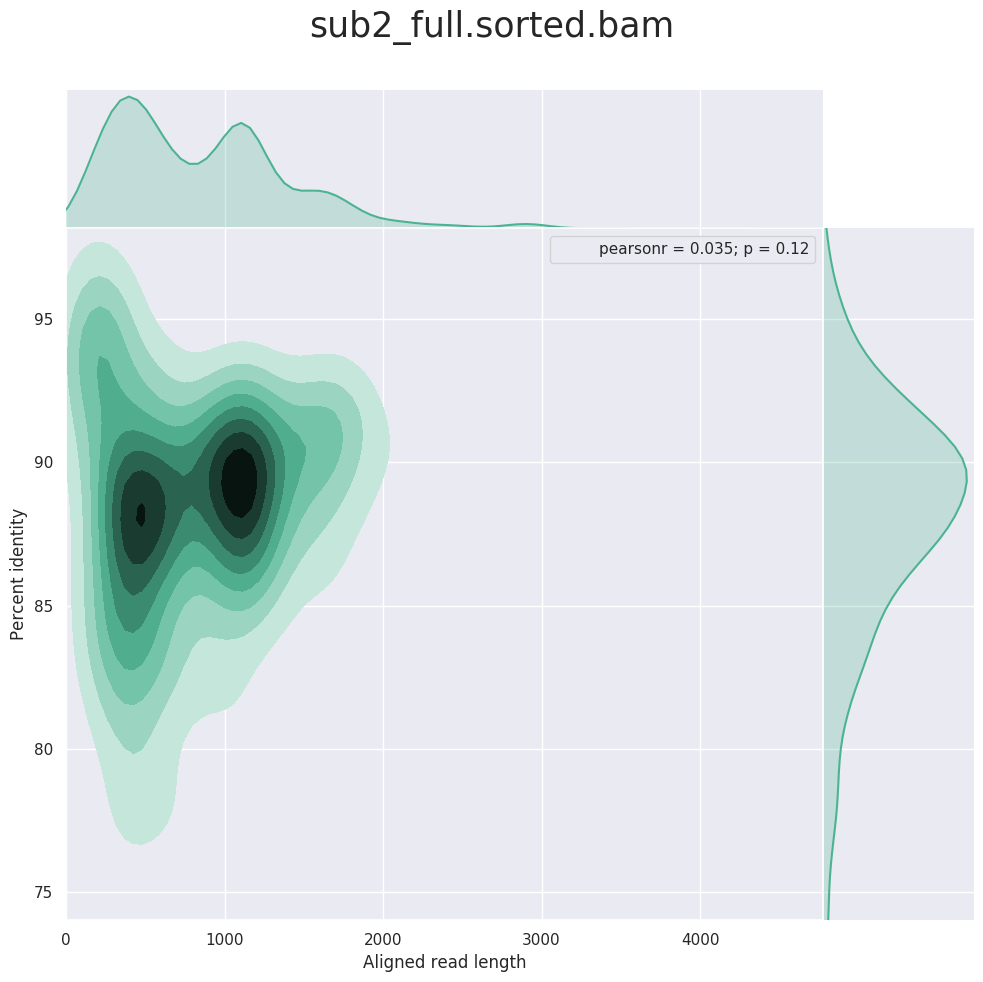 sub2_full.sorted.bam
pearsonr = 0.035; p = 0.12
95
90
85
80
75
Percent identity
0 1000 2000 3000 4000
Aligned read length